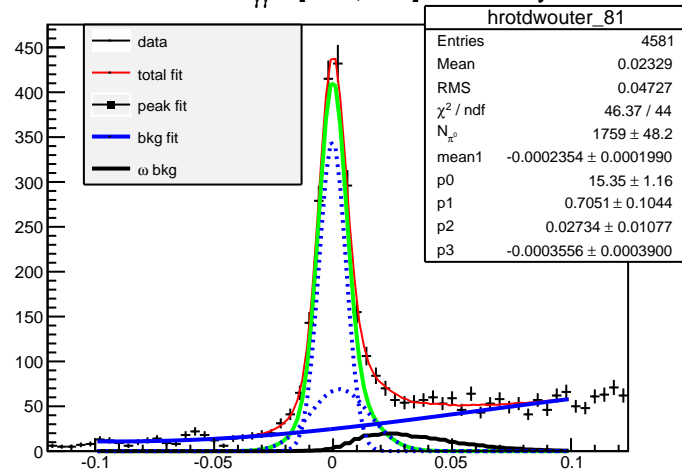 hrotdwouter_81
Entries 4581
Mean 0.02329
RMS 0.04727
χ² / ndf 46.37 / 44
N_π⁰ 1759 ± 48.2
mean1 -0.0002354 ± 0.0001990
p0 15.35 ± 1.16
p1 0.7051 ± 0.1044
p2 0.02734 ± 0.01077
p3 -0.0003556 ± 0.0003900
data
total fit
peak fit
bkg fit
ω bkg
450
400
350
300
250
200
150
100
50
0
-0.1 -0.05 0 0.05 0.1